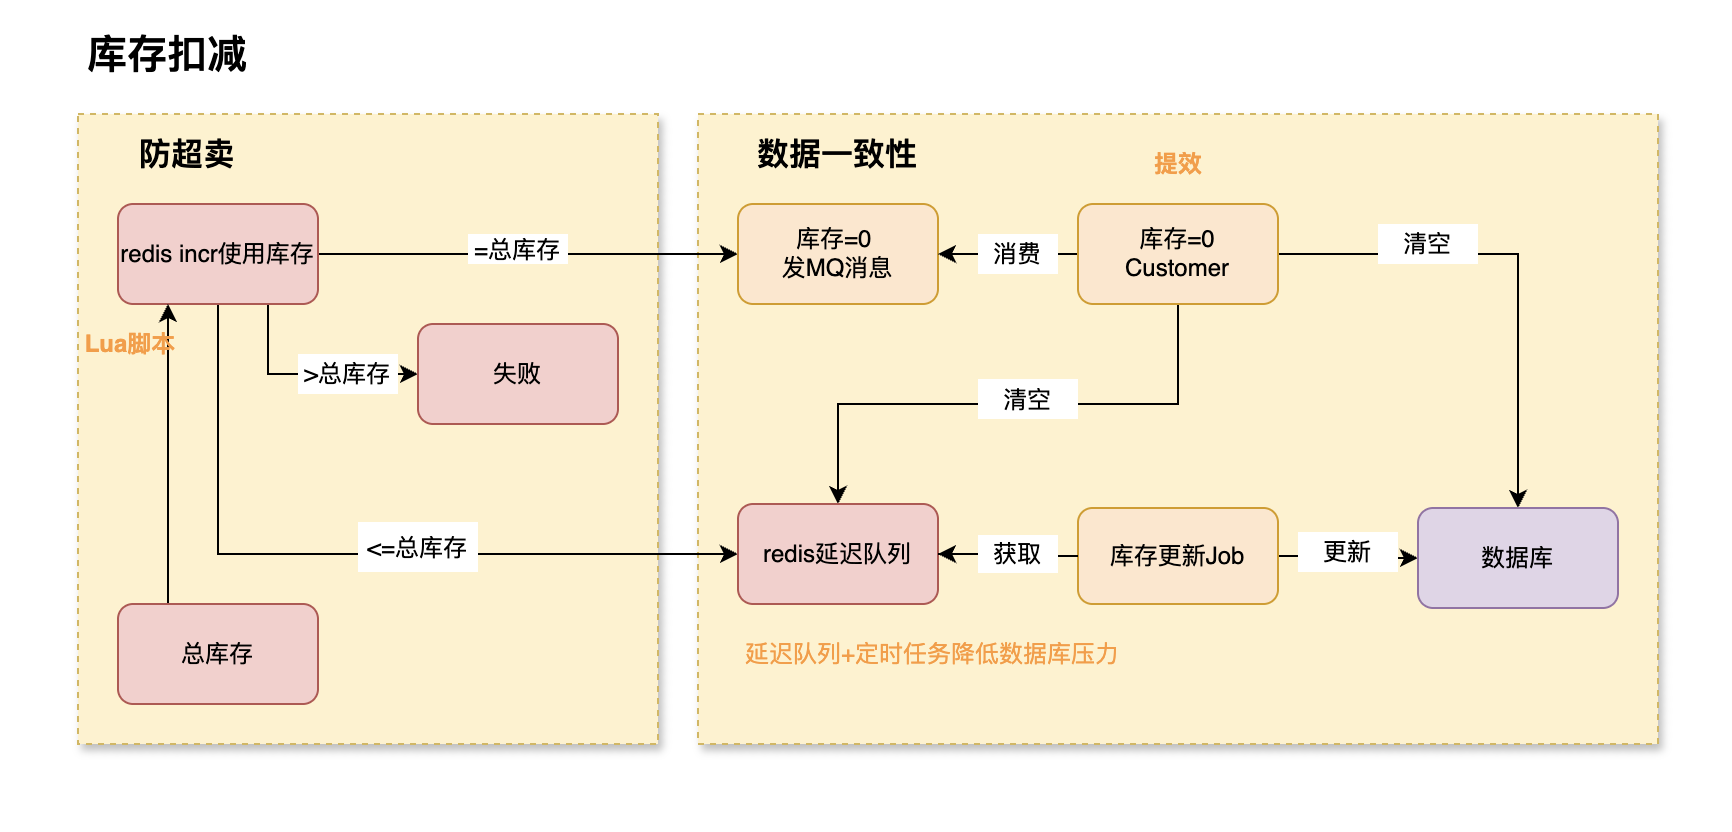 库存扣减
防超卖
redis incr使用库存
=总库存
Lua脚本
>总库存
失败
<=总库存
总库存
数据一致性
提效
库存=0
发MQ消息
消费
库存=0
Customer
清空
清空
redis延迟队列
获取
库存更新Job
更新
数据库
延迟队列+定时任务降低数据库压力